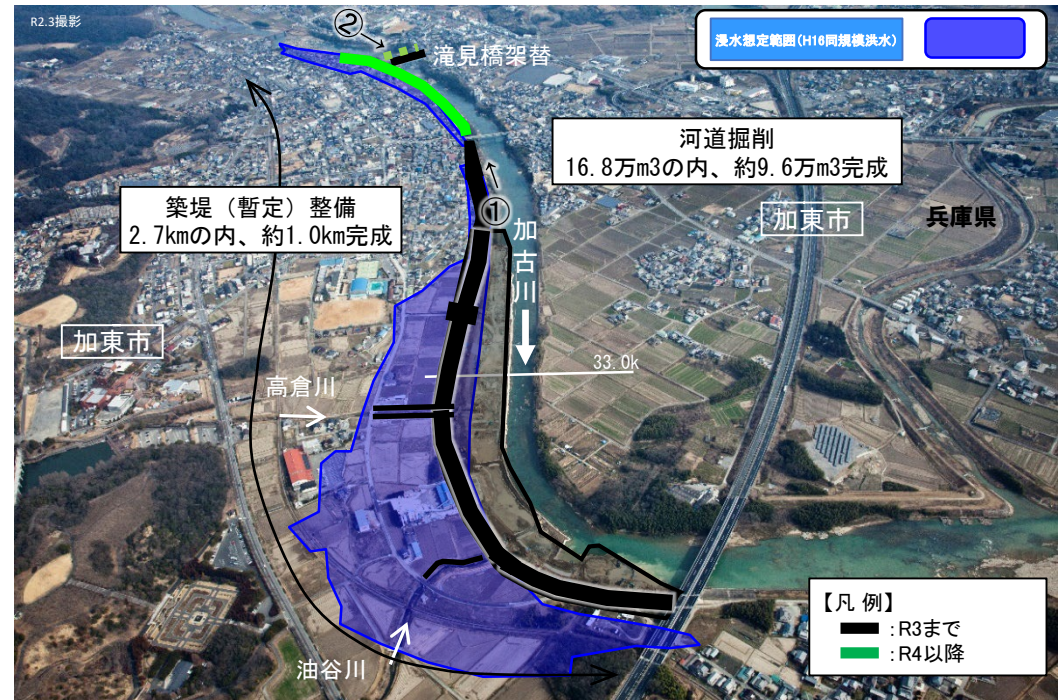 R2.3撮影
②
滝見橋架替
浸水想定範囲(H16同規模洪水)
河道掘削
16.8万m3の内、約9.6万m3完成
築堤（暫定）整備
2.7kmの内、約1.0km完成
①
加古川
加東市
兵庫県
加東市
33.0k
高倉川
油谷川
【凡 例】
:R3まで
:R4以降